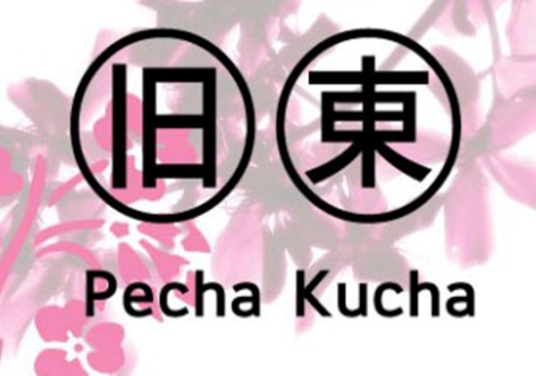 旧 東
Pecha Kucha